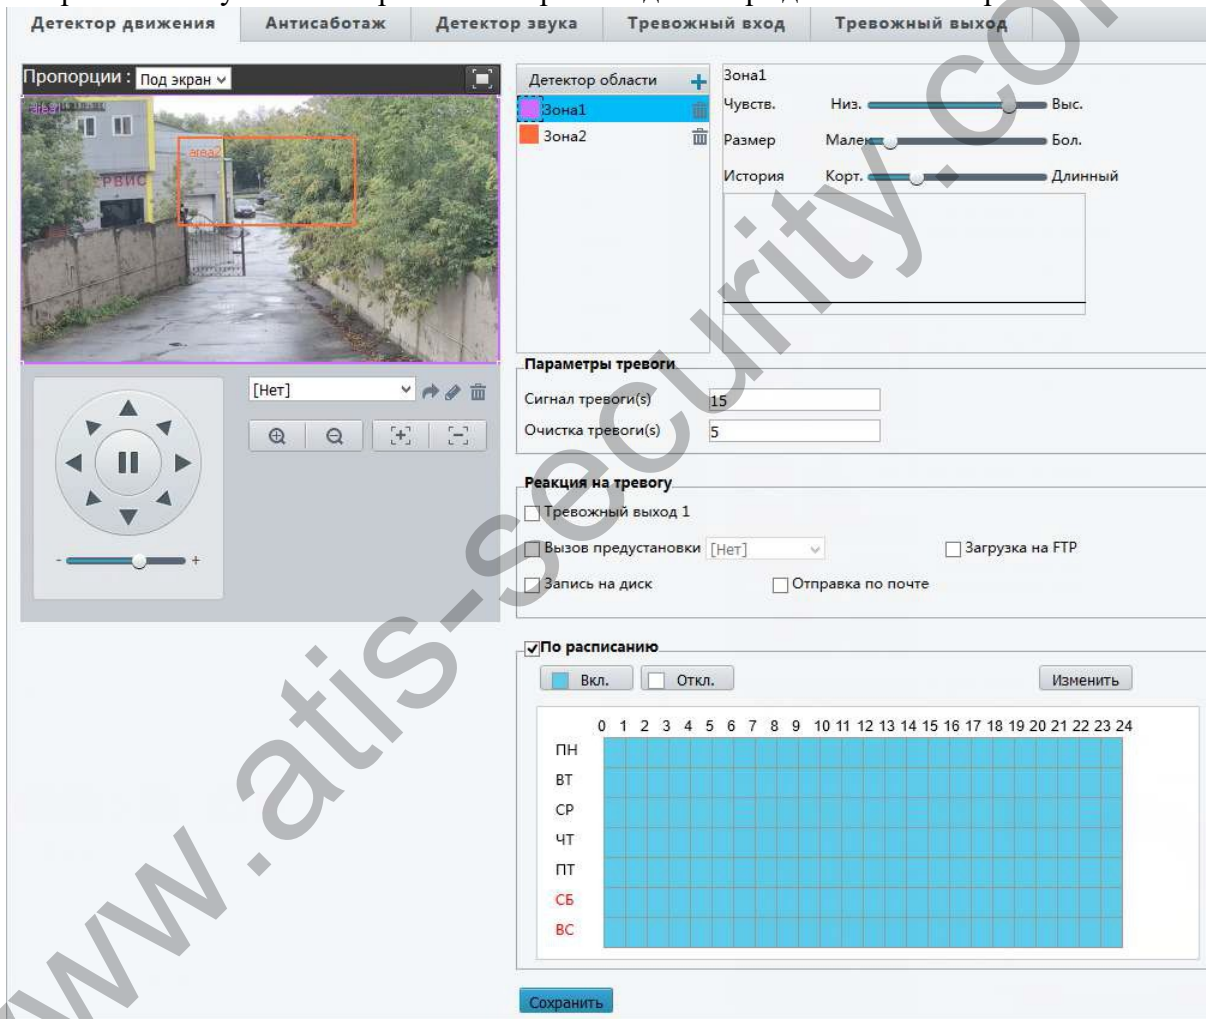 Детектор движения Антисаботаж Детектор звука Тревожный вход Тревожный выход
Пропорции : Под экран
area1
area2
РВИС
Детектор области
Зона1
Зона2
Зона1
Чувств. Низ. Выс.
Размер Мален Бол.
История Корт. Длинный
[Нет]
- +
Параметры тревоги
Сигнал тревоги(s) 15
Очистка тревоги(s) 5
Реакция на тревогу
Тревожный выход 1
Вызов предустановки [Нет] Загрузка на FTP
Запись на диск Отправка по почте
По расписанию
Вкл. Откл. Изменить
0 1 2 3 4 5 6 7 8 9 10 11 12 13 14 15 16 17 18 19 20 21 22 23 24
ПН
ВТ
СР
ЧТ
ПТ
СБ
ВС
Сохранить
www.atis-security.com